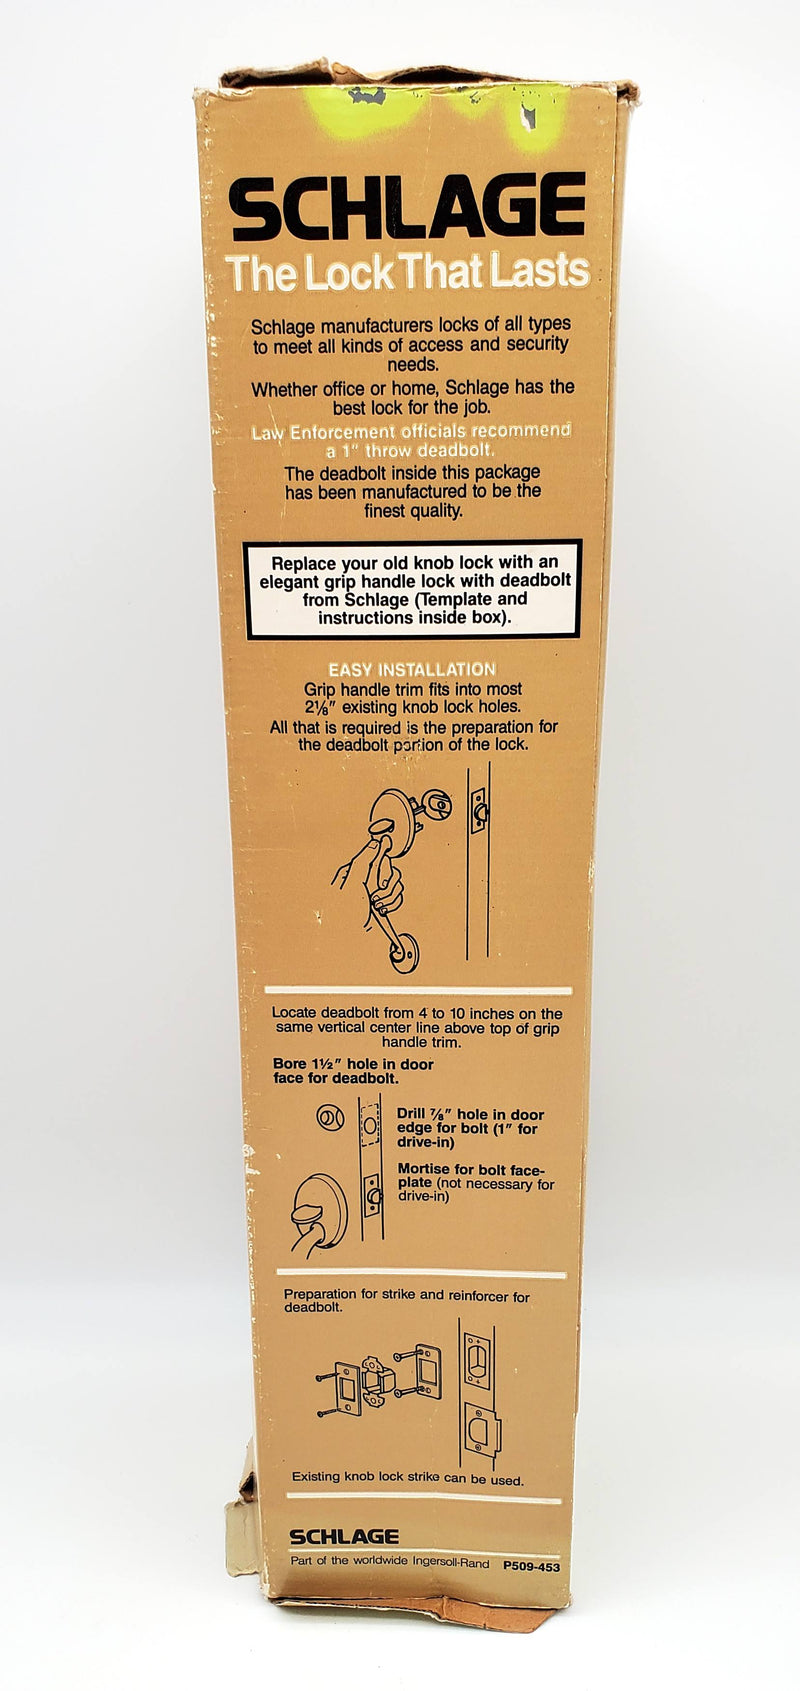 SCHLAGE
The Lock That Lasts
Schlage manufacturers locks of all types
to meet all kinds of access and security
needs.
Whether office or home, Schlage has the
best lock for the job.
Law Enforcement officials recommend
a 1" throw deadbolt.
The deadbolt inside this package
has been manufactured to be the
finest quality.
Replace your old knob lock with an
elegant grip handle lock with deadbolt
from Schlage (Template and
instructions inside box).
EASY INSTALLATION
Grip handle trim fits into most
2⅛" existing knob lock holes.
All that is required is the preparation for
the deadbolt portion of the lock.
Locate deadbolt from 4 to 10 inches on the
same vertical center line above top of grip
handle trim.
Bore 1½" hole in door
face for deadbolt.
Drill ⅞" hole in door
edge for bolt (1" for
drive-in)
Mortise for bolt face-
plate (not necessary for
drive-in)
Preparation for strike and reinforcer for
deadbolt.
Existing knob lock strike can be used.
SCHLAGE
Part of the worldwide Ingersoll-Rand P509-453